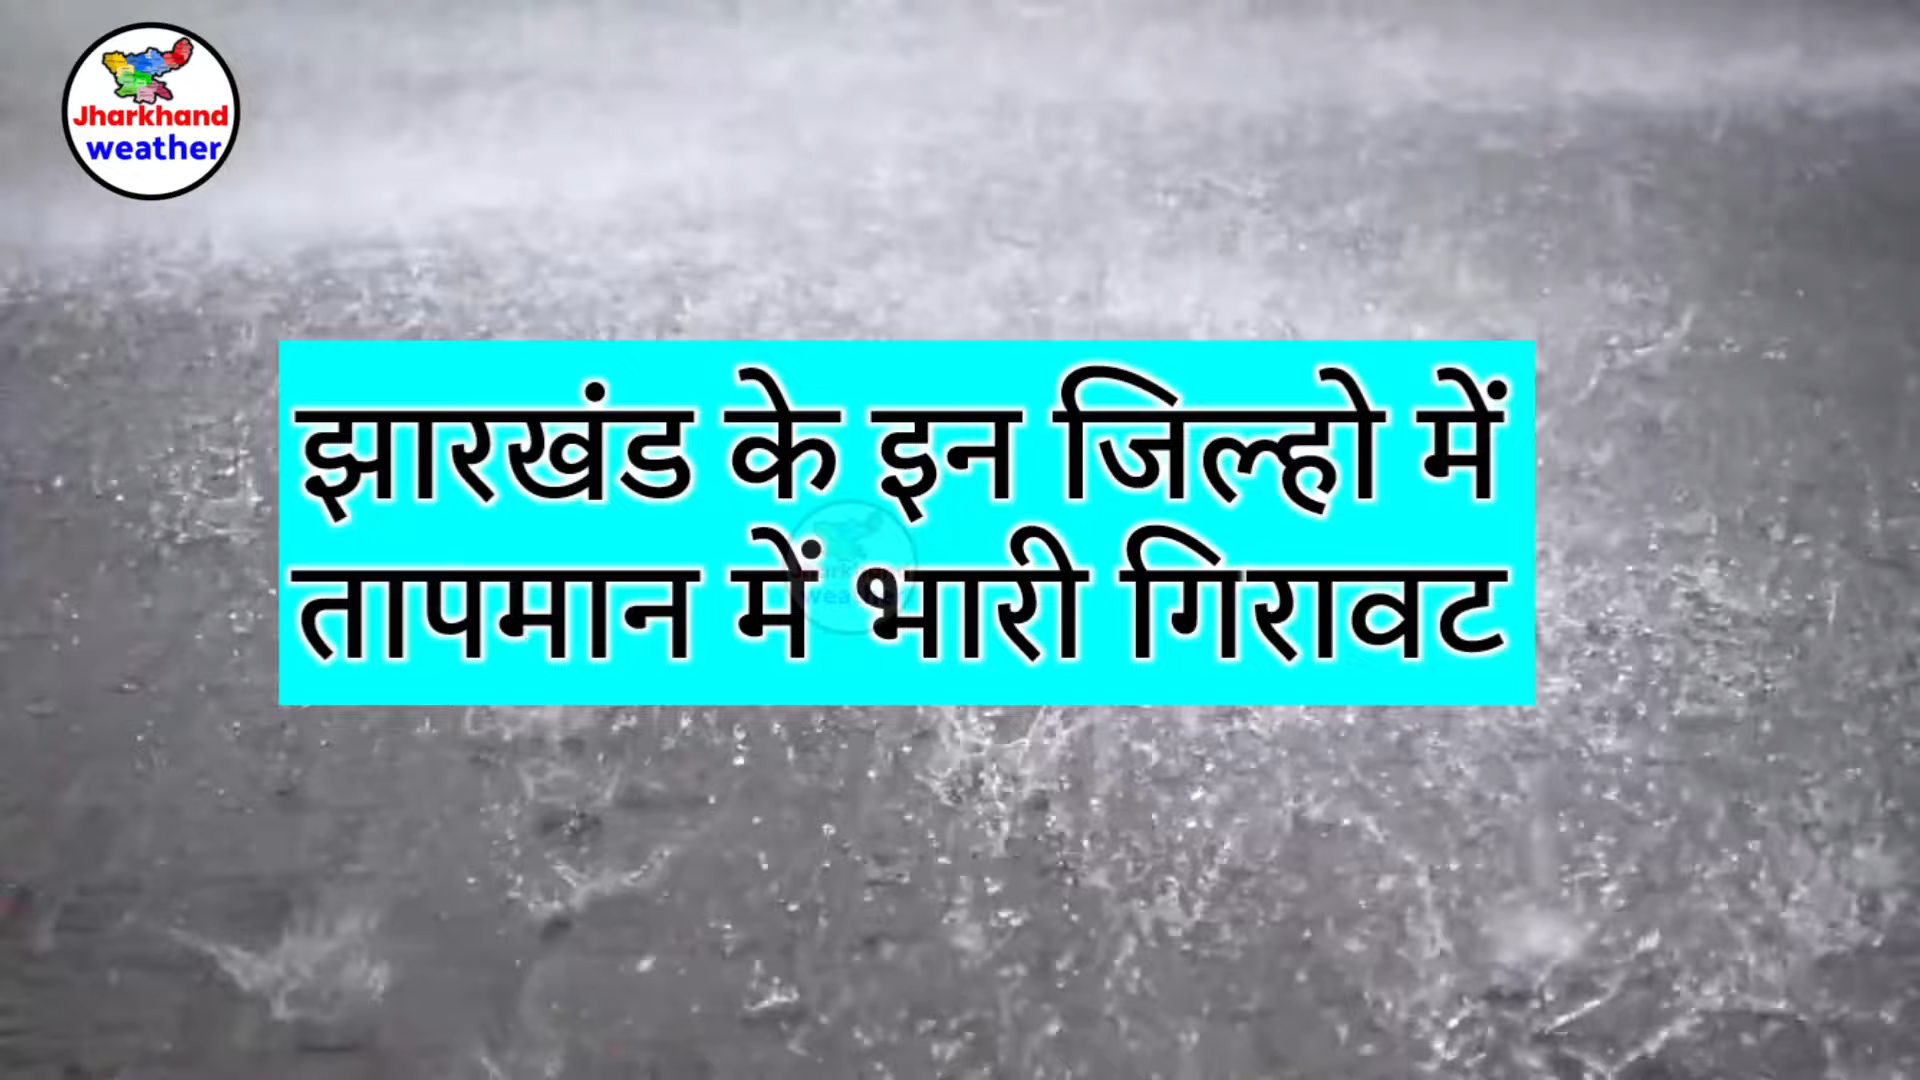 Jharkhand
weather
झारखंड के इन जिल्हो में
तापमान में भारी गिरावट